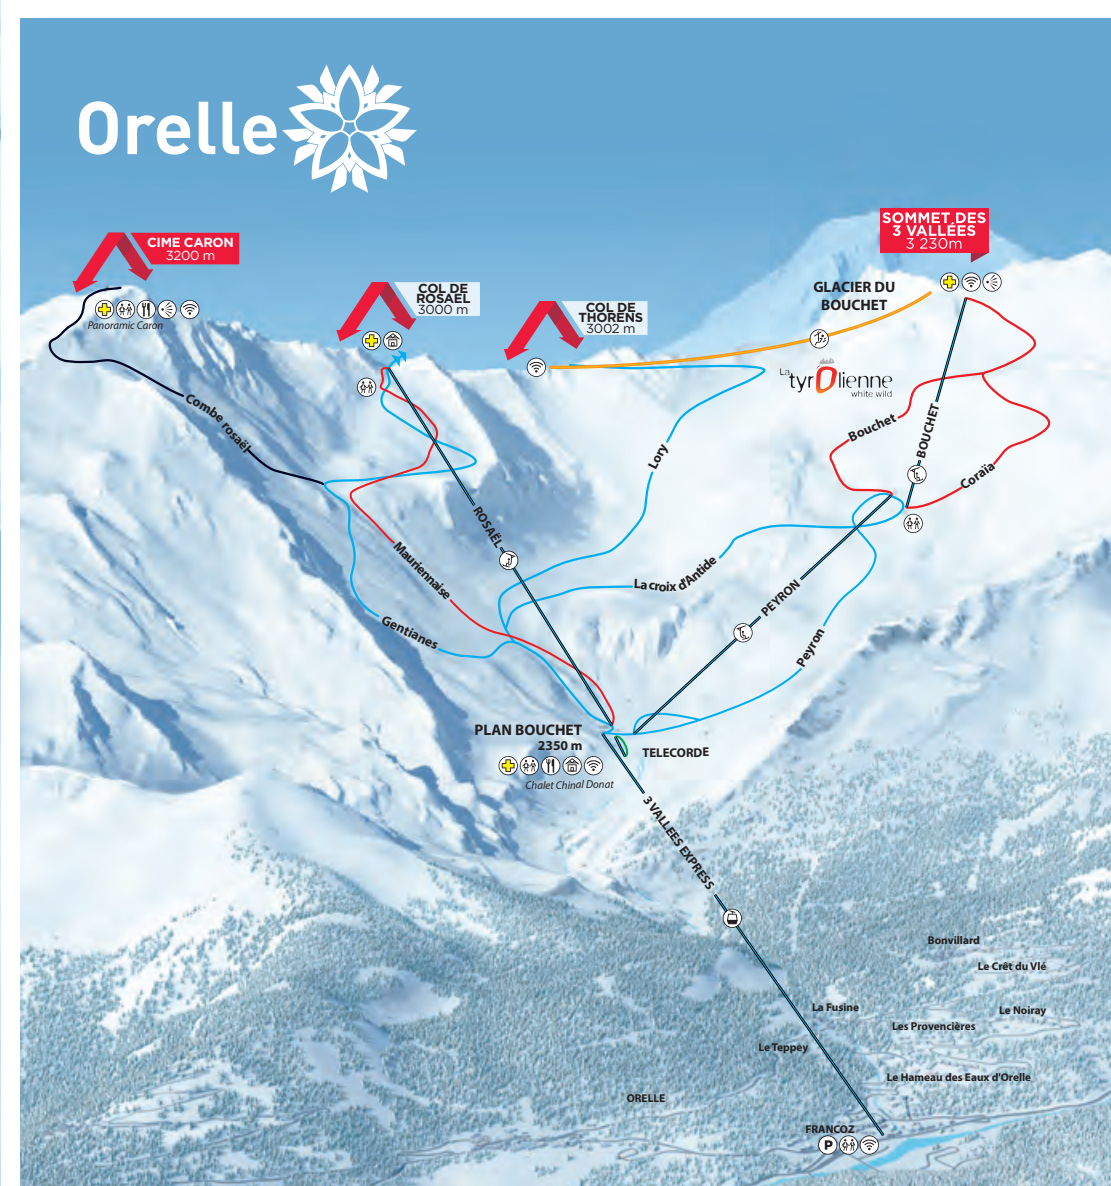 Orelle
SOMMET DES
3 VALLÉES
3 230m
CIME CARON
3200 m
COL DE
ROSAËL
3000 m
GLACIER DU
BOUCHET
COL DE
THORENS
3002 m
Panoramic Caron
La
tyrOlienne
white wild
Combe rosaël
Bouchet
BOUCHET
Lory
Coraïa
ROSAËL
Mauriennaise
La croix d'Antide
PEYRON
Gentianes
Peyron
PLAN BOUCHET
2350 m
TELECORDE
Chalet Chinal Donat
3 VALLEES EXPRESS
Bonvillard
Le Crêt du Vlé
La Fusine
Le Noiray
Les Provencières
Le Teppey
Le Hameau des Eaux d'Orelle
ORELLE
FRANCOZ
P